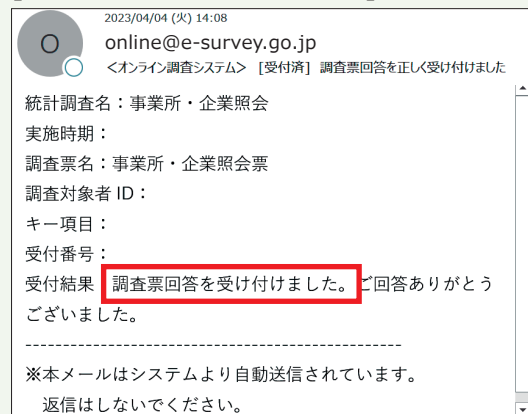 2023/04/04 (火) 14:08
O
online@e-survey.go.jp
<オンライン調査システム> [受付済] 調査票回答を正しく受け付けました
統計調査名：事業所・企業照会
実施時期：
調査票名：事業所・企業照会票
調査対象者 ID：
キー項目：
受付番号：
受付結果 調査票回答を受け付けました。ご回答ありがとう
ございました。
--------------------------------------------------
※本メールはシステムより自動送信されています。
返信はしないでください。